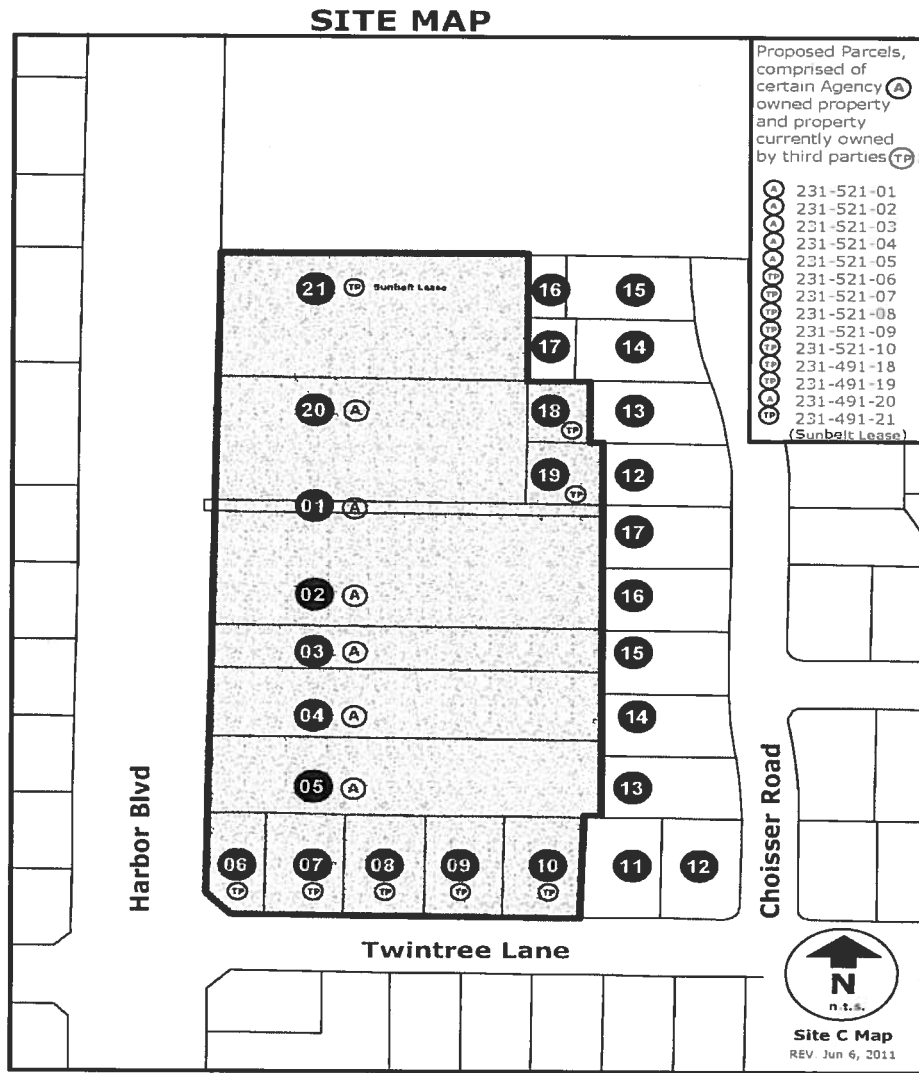 SITE MAP
Proposed Parcels,
comprised of
certain Agency A
owned property
and property
currently owned
by third parties TP
A 231-521-01
A 231-521-02
A 231-521-03
A 231-521-04
A 231-521-05
TP 231-521-06
TP 231-521-07
TP 231-521-08
TP 231-521-09
TP 231-521-10
TP 231-491-18
TP 231-491-19
A 231-491-20
TP 231-491-21
(Sunbelt Lease)
21 TP Sunbelt Lease
16
15
17
14
20 A
18 TP
13
19 TP
12
01 A
17
02 A
16
03 A
15
04 A
14
05 A
13
06 TP
07 TP
08 TP
09 TP
10 TP
11
12
Harbor Blvd
Choisser Road
Twintree Lane
N
n.t.s.
Site C Map
REV. Jun 6, 2011